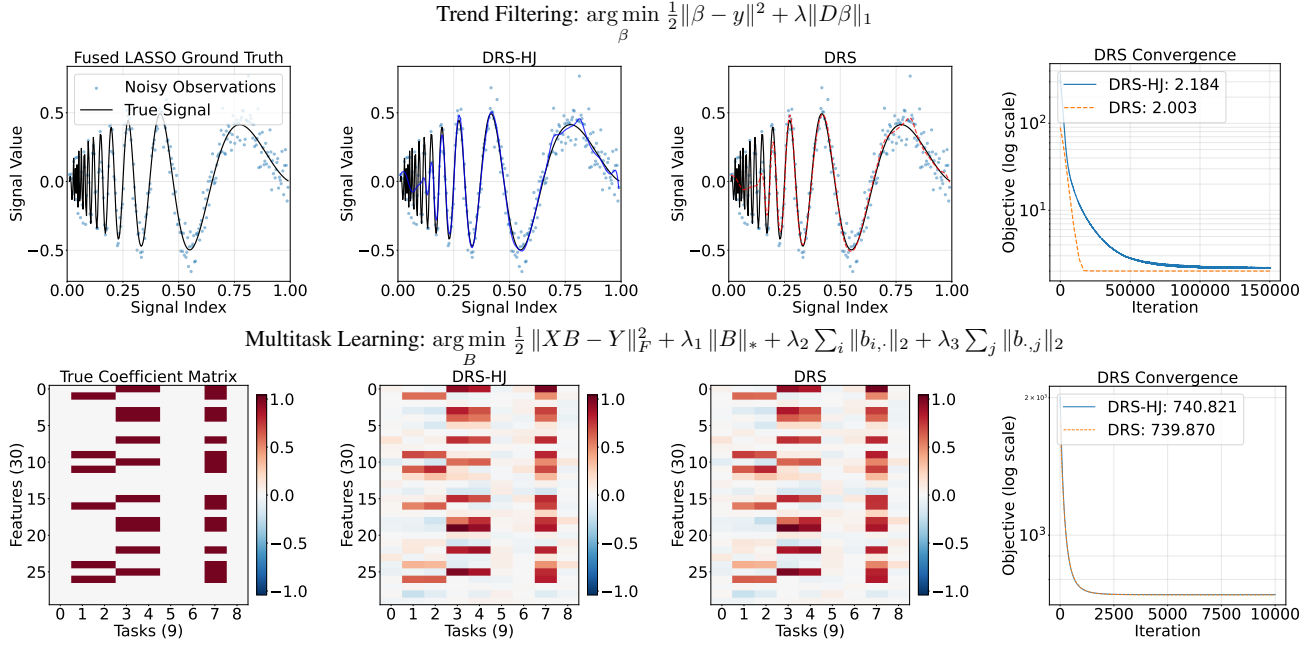 Trend Filtering: arg min_β ½‖β − y‖² + λ‖Dβ‖₁
Fused LASSO Ground Truth
Noisy Observations
True Signal
Signal Value
0.5
0.0
−0.5
0.00 0.25 0.50 0.75 1.00
Signal Index
DRS-HJ
Signal Value
0.5
0.0
−0.5
0.00 0.25 0.50 0.75 1.00
Signal Index
DRS
Signal Value
0.5
0.0
−0.5
0.00 0.25 0.50 0.75 1.00
Signal Index
DRS Convergence
DRS-HJ: 2.184
DRS: 2.003
Objective (log scale)
10²
10¹
0 50000 100000 150000
Iteration
Multitask Learning: arg min_B ½ ‖XB − Y‖²_F + λ₁ ‖B‖_* + λ₂ ∑_i ‖b_{i,·}‖₂ + λ₃ ∑_j ‖b_{·,j}‖₂
True Coefficient Matrix
Features (30)
0
5
10
15
20
25
0 1 2 3 4 5 6 7 8
Tasks (9)
1.0
0.5
0.0
−0.5
−1.0
DRS-HJ
Features (30)
0
5
10
15
20
25
0 1 2 3 4 5 6 7 8
Tasks (9)
1.0
0.5
0.0
−0.5
−1.0
DRS
Features (30)
0
5
10
15
20
25
0 1 2 3 4 5 6 7 8
Tasks (9)
1.0
0.5
0.0
−0.5
−1.0
DRS Convergence
DRS-HJ: 740.821
DRS: 739.870
Objective (log scale)
2 × 10³
10³
0 2500 5000 7500 10000
Iteration